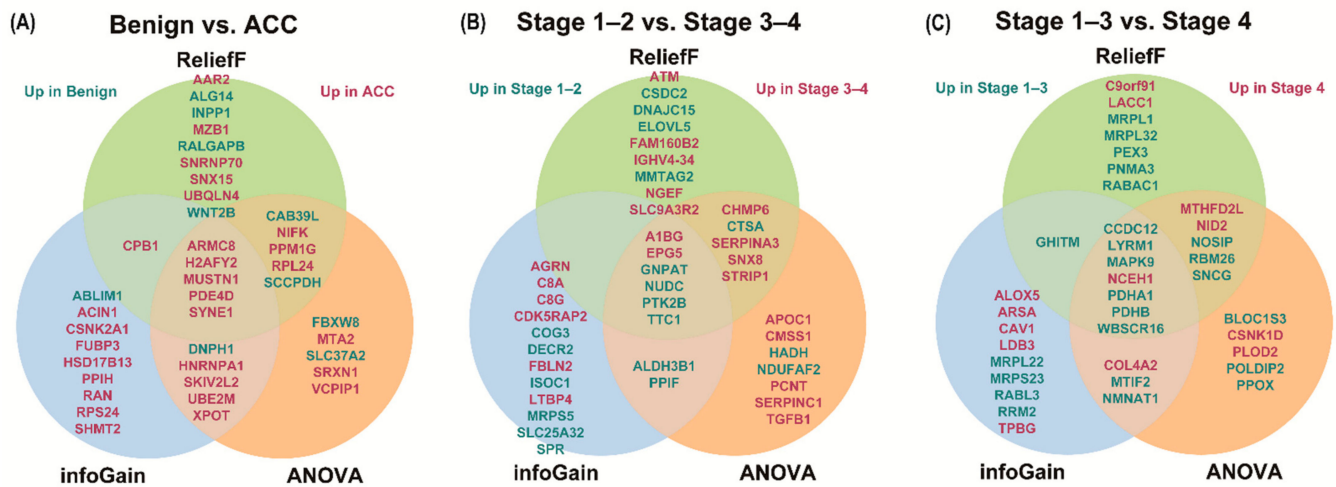 (A)
Benign vs. ACC
ReliefF
Up in Benign
Up in ACC
AAR2
ALG14
INPP1
MZB1
RALGAPB
SNRNP70
SNX15
UBQLN4
WNT2B
CPB1
CAB39L
NIFK
PPM1G
RPL24
SCCPDH
ARMC8
H2AFY2
MUSTN1
PDE4D
SYNE1
ABLIM1
ACIN1
CSNK2A1
FUBP3
HSD17B13
PPIH
RAN
RPS24
SHMT2
DNPH1
HNRNPA1
SKIV2L2
UBE2M
XPOT
FBXW8
MTA2
SLC37A2
SRXN1
VCPIP1
infoGain
ANOVA
(B)
Stage 1–2 vs. Stage 3–4
ReliefF
Up in Stage 1–2
Up in Stage 3–4
ATM
CSDC2
DNAJC15
ELOVL5
FAM160B2
IGHV4-34
MMTAG2
NGEF
SLC9A3R2
CHMP6
CTSA
SERPINA3
SNX8
STRIP1
A1BG
EPG5
GNPAT
NUDC
PTK2B
TTC1
AGRN
C8A
C8G
CDK5RAP2
COG3
DECR2
FBLN2
ISOC1
LTBP4
MRPS5
SLC25A32
SPR
ALDH3B1
PPIF
APOC1
CMSS1
HADH
NDUFAF2
PCNT
SERPINC1
TGFB1
infoGain
ANOVA
(C)
Stage 1–3 vs. Stage 4
ReliefF
Up in Stage 1–3
Up in Stage 4
C9orf91
LACC1
MRPL1
MRPL32
PEX3
PNMA3
RABAC1
GHITM
MTHFD2L
NID2
NOSIP
RBM26
SNCG
CCDC12
LYRM1
MAPK9
NCEH1
PDHA1
PDHB
WBSCR16
ALOX5
ARSA
CAV1
LDB3
MRPL22
MRPS23
RABL3
RRM2
TPBG
COL4A2
MTIF2
NMNAT1
BLOC1S3
CSNK1D
PLOD2
POLDIP2
PPOX
infoGain
ANOVA